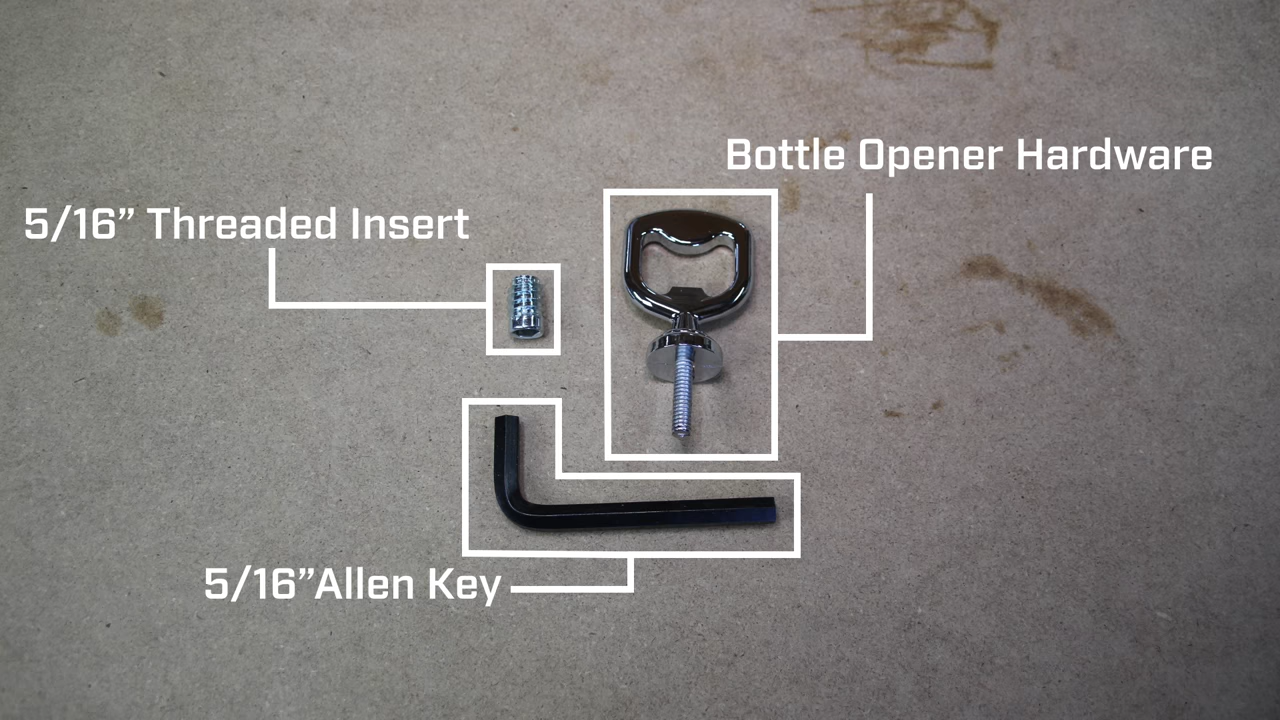 Bottle Opener Hardware
5/16” Threaded Insert
5/16”Allen Key